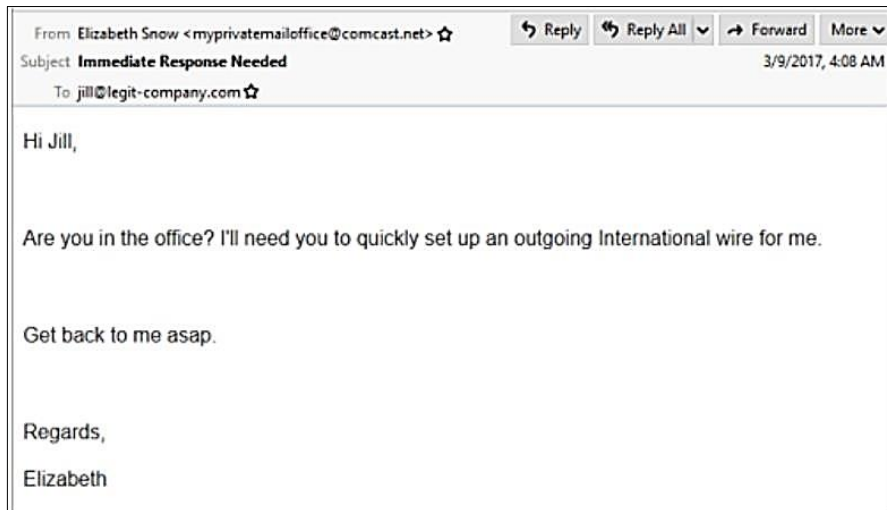 From Elizabeth Snow <myprivatemailoffice@comcast.net> Reply Reply All Forward More
Subject Immediate Response Needed 3/9/2017, 4:08 AM
To jill@legit-company.com
Hi Jill,
Are you in the office? I'll need you to quickly set up an outgoing International wire for me.
Get back to me asap.
Regards,
Elizabeth